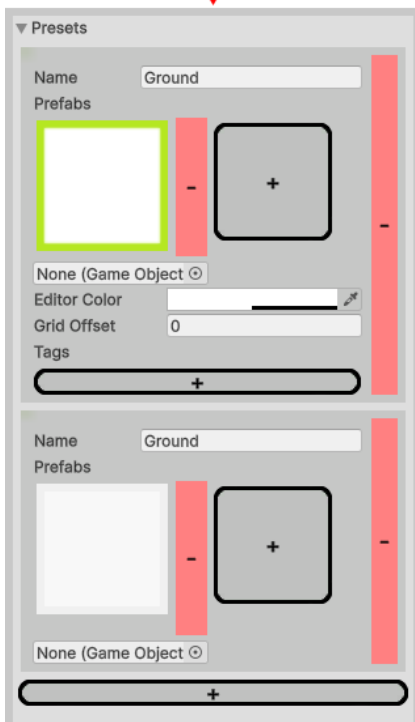 Presets
Name Ground
Prefabs
- + -
None (Game Object
Editor Color
Grid Offset 0
Tags
+
Name Ground
Prefabs
- + -
None (Game Object
+